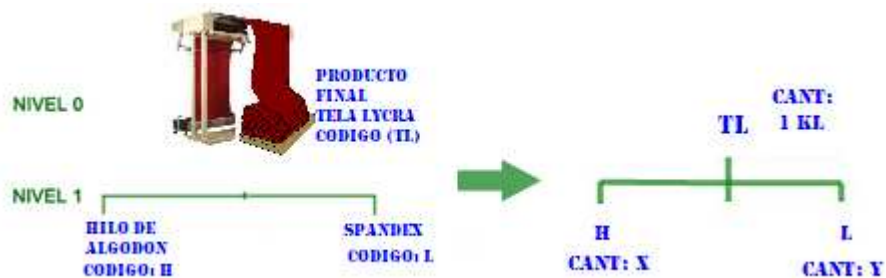 NIVEL 0
PRODUCTO
FINAL
TELA LYCRA
CODIGO (TL)
NIVEL 1
HILO DE
ALGODON
CODIGO: H
SPANDEX
CODIGO: L
CANT:
1 KL
TL
H
CANT: X
L
CANT: Y